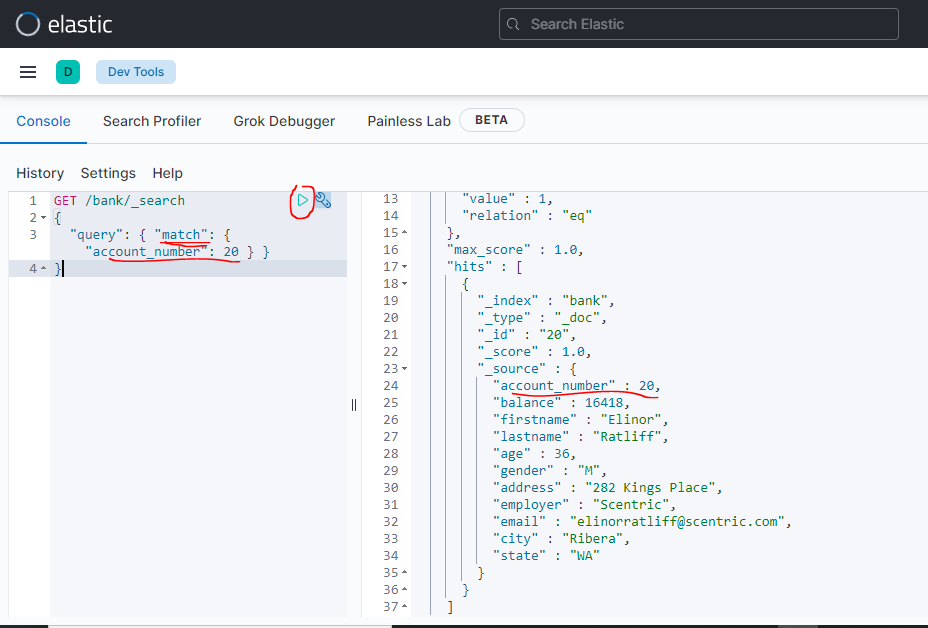 elastic
Search Elastic
D
Dev Tools
Console Search Profiler Grok Debugger Painless Lab BETA
History Settings Help
1 GET /bank/_search
2 {
3 "query": { "match": {
"account_number": 20 } }
4 }
13 "value" : 1,
14 "relation" : "eq"
15 },
16 "max_score" : 1.0,
17 "hits" : [
18 {
19 "_index" : "bank",
20 "_type" : "_doc",
21 "_id" : "20",
22 "_score" : 1.0,
23 "_source" : {
24 "account_number" : 20,
25 "balance" : 16418,
26 "firstname" : "Elinor",
27 "lastname" : "Ratliff",
28 "age" : 36,
29 "gender" : "M",
30 "address" : "282 Kings Place",
31 "employer" : "Scentric",
32 "email" : "elinorratliff@scentric.com",
33 "city" : "Ribera",
34 "state" : "WA"
35 }
36 }
37 ]